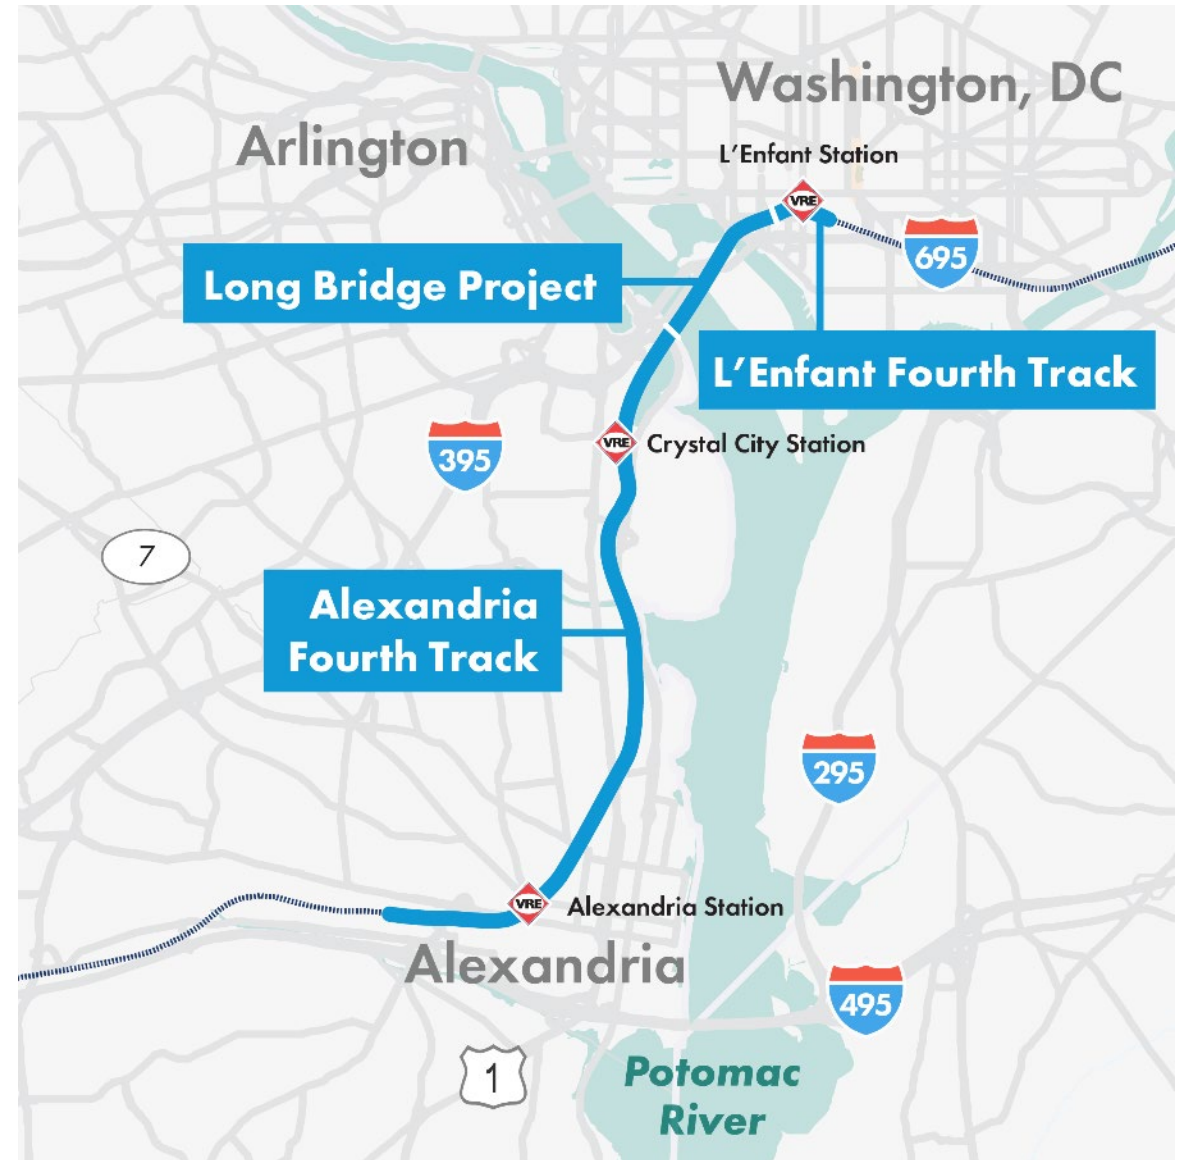 Washington, DC
Arlington
L’Enfant Station
VRE
695
Long Bridge Project
L’Enfant Fourth Track
395
VRE
Crystal City Station
7
Alexandria
Fourth Track
295
VRE
Alexandria Station
Alexandria
495
1
Potomac
River